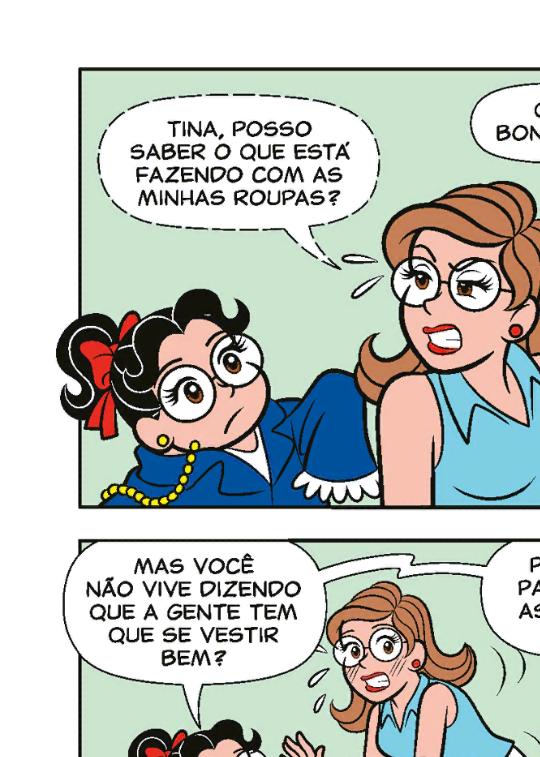 TINA, POSSO
SABER O QUE ESTÁ
FAZENDO COM AS
MINHAS ROUPAS?
MAS VOCÊ
NÃO VIVE DIZENDO
QUE A GENTE TEM
QUE SE VESTIR
BEM?